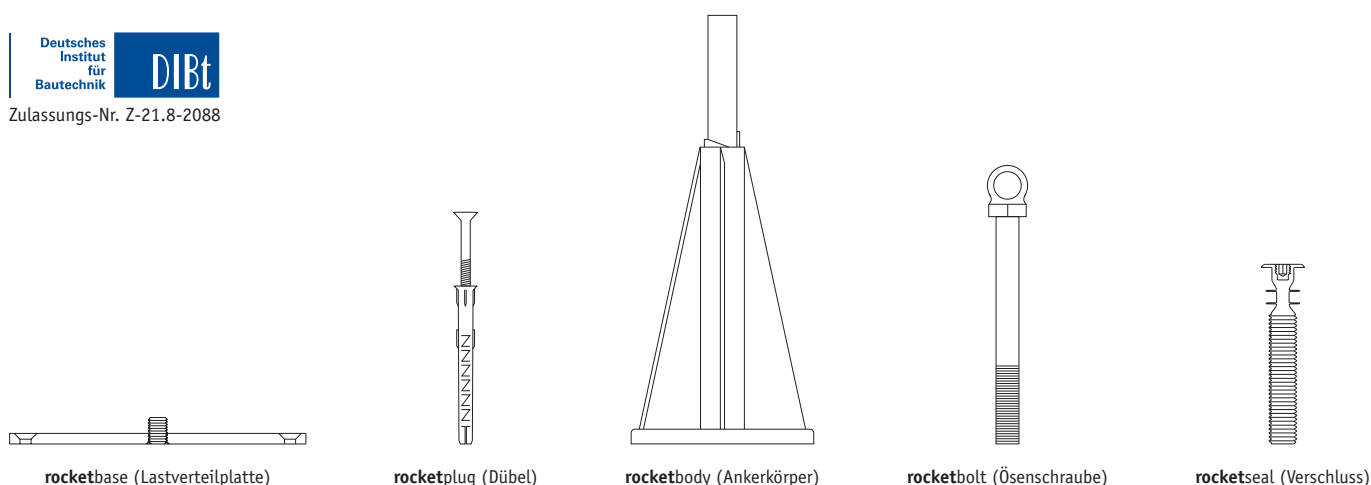 Deutsches
Institut
für
Bautechnik
DIBt
Zulassungs-Nr. Z-21.8-2088
rocketbase (Lastverteilplatte)
rocketplug (Dübel)
rocketbody (Ankerkörper)
rocketbolt (Ösenschraube)
rocketseal (Verschluss)